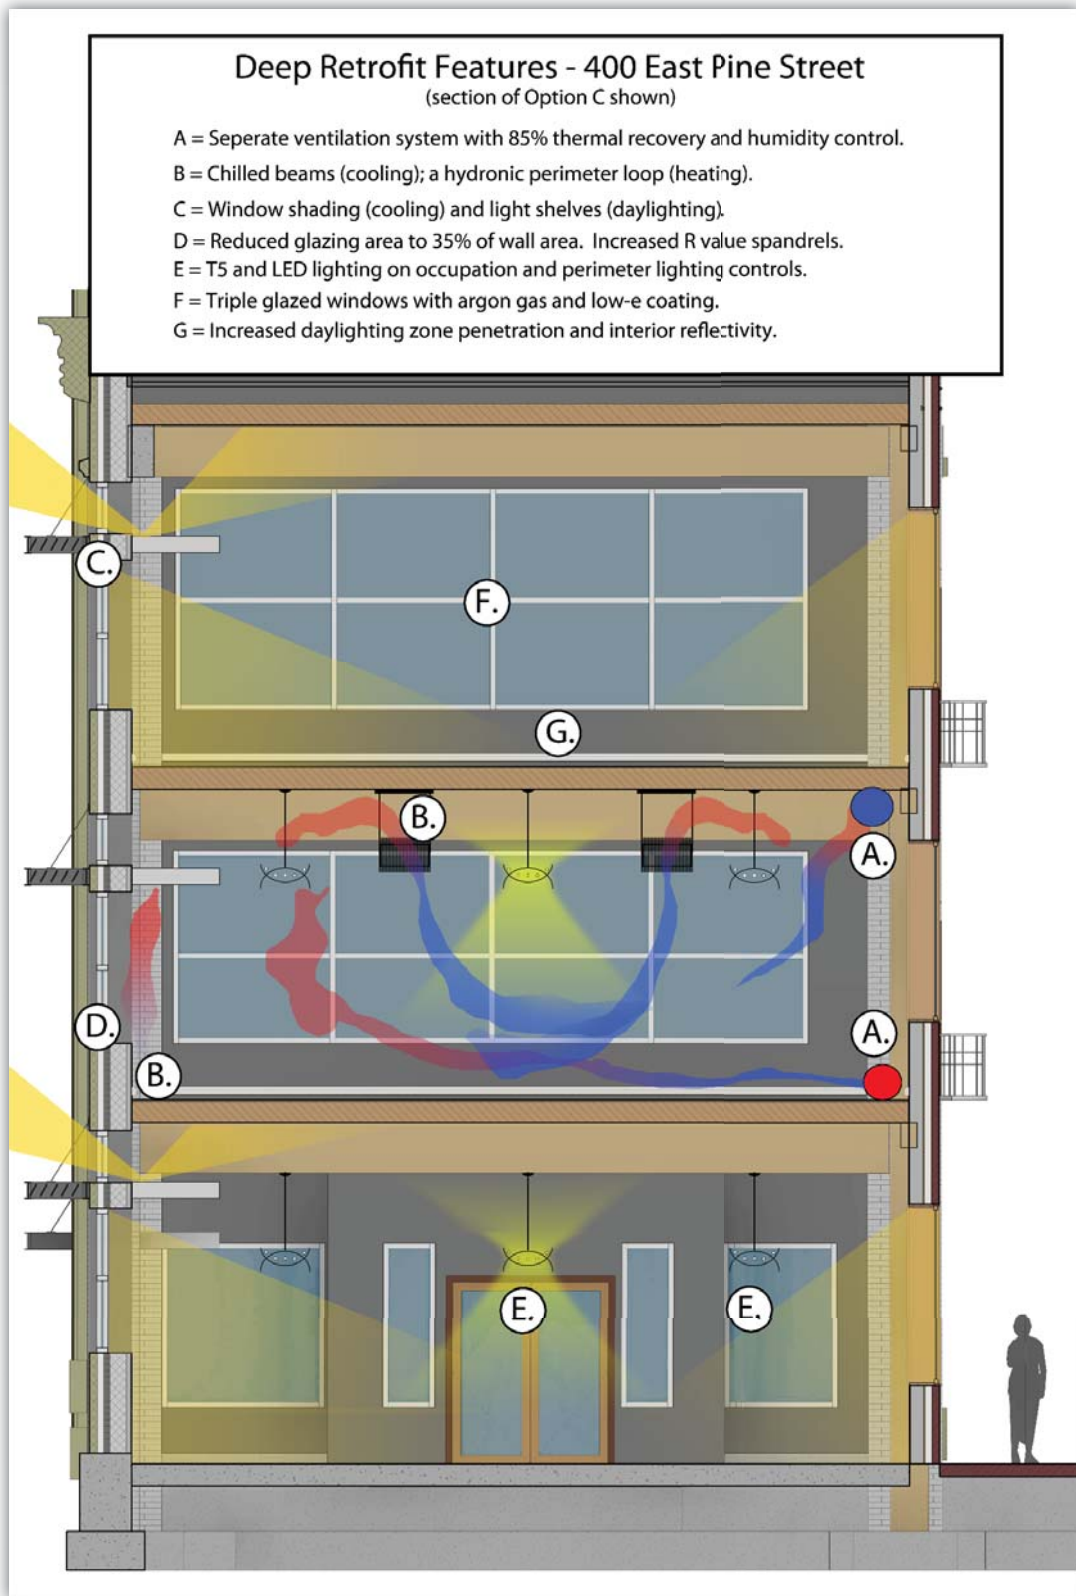 Deep Retrofit Features - 400 East Pine Street
(section of Option C shown)
A = Seperate ventilation system with 85% thermal recovery and humidity control.
B = Chilled beams (cooling); a hydronic perimeter loop (heating).
C = Window shading (cooling) and light shelves (daylighting).
D = Reduced glazing area to 35% of wall area. Increased R value spandrels.
E = T5 and LED lighting on occupation and perimeter lighting controls.
F = Triple glazed windows with argon gas and low-e coating.
G = Increased daylighting zone penetration and interior reflectivity.
C.
F.
G.
B.
A.
D.
A.
B.
E.
E.